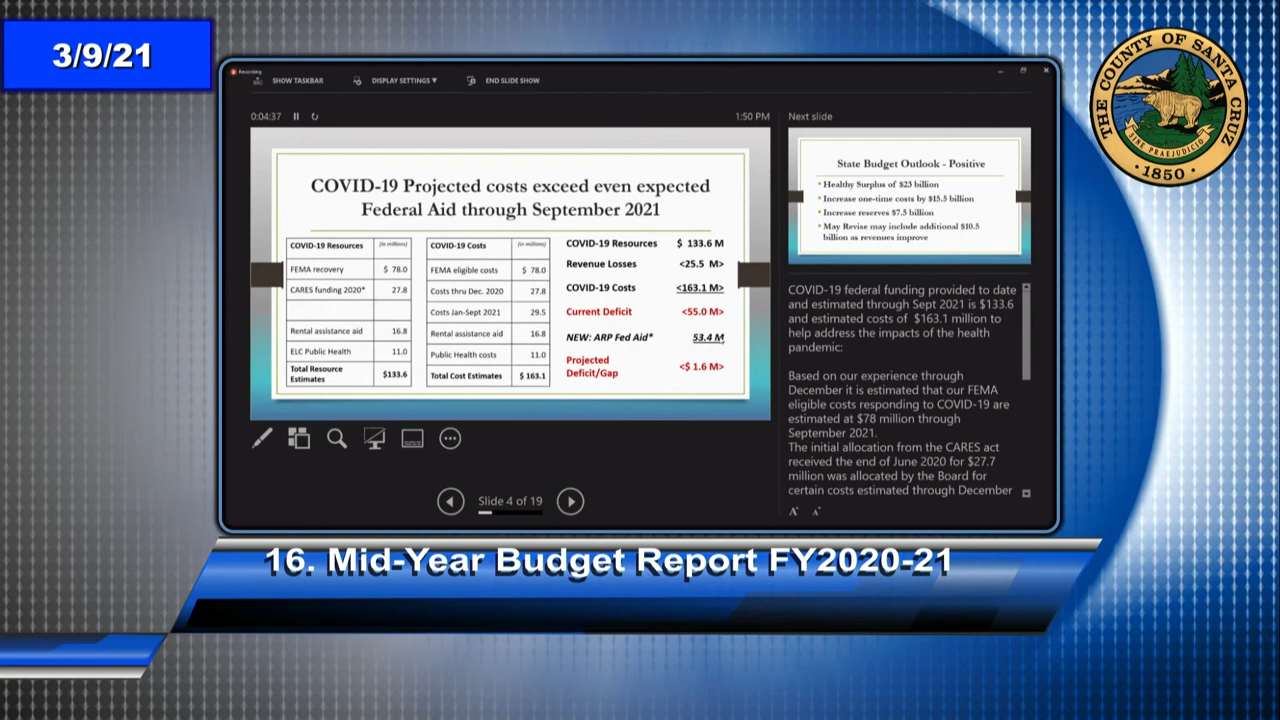 3/9/21
THE COUNTY OF SANTA CRUZ
SINE PRAEJUDICIO
• 1850 •
Recording
SHOW TASKBAR
DISPLAY SETTINGS ▼
END SLIDE SHOW
0:04:37
1:50 PM
Next slide
COVID-19 Projected costs exceed even expected
Federal Aid through September 2021
COVID-19 Resources (in millions)
FEMA recovery $ 78.0
CARES funding 2020* 27.8
Rental assistance aid 16.8
ELC Public Health 11.0
Total Resource
Estimates $133.6
COVID-19 Costs (in millions)
FEMA eligible costs $ 78.0
Costs thru Dec. 2020 27.8
Costs Jan-Sept 2021 29.5
Rental assistance aid 16.8
Public Health costs 11.0
Total Cost Estimates $ 163.1
COVID-19 Resources $ 133.6 M
Revenue Losses <25.5 M>
COVID-19 Costs <163.1 M>
Current Deficit <55.0 M>
NEW: ARP Fed Aid* 53.4 M
Projected
Deficit/Gap <$ 1.6 M>
State Budget Outlook - Positive
* Healthy Surplus of $23 billion
* Increase one-time costs by $15.5 billion
* Increase reserves $7.5 billion
* May Revise may include additional $10.5
billion as revenues improve
COVID-19 federal funding provided to date
and estimated through Sept 2021 is $133.6
and estimated costs of $163.1 million to
help address the impacts of the health
pandemic:
Based on our experience through
December it is estimated that our FEMA
eligible costs responding to COVID-19 are
estimated at $78 million through
September 2021.
The initial allocation from the CARES act
received the end of June 2020 for $27.7
million was allocated by the Board for
certain costs estimated through December
Slide 4 of 19
A A
16. Mid-Year Budget Report FY2020-21